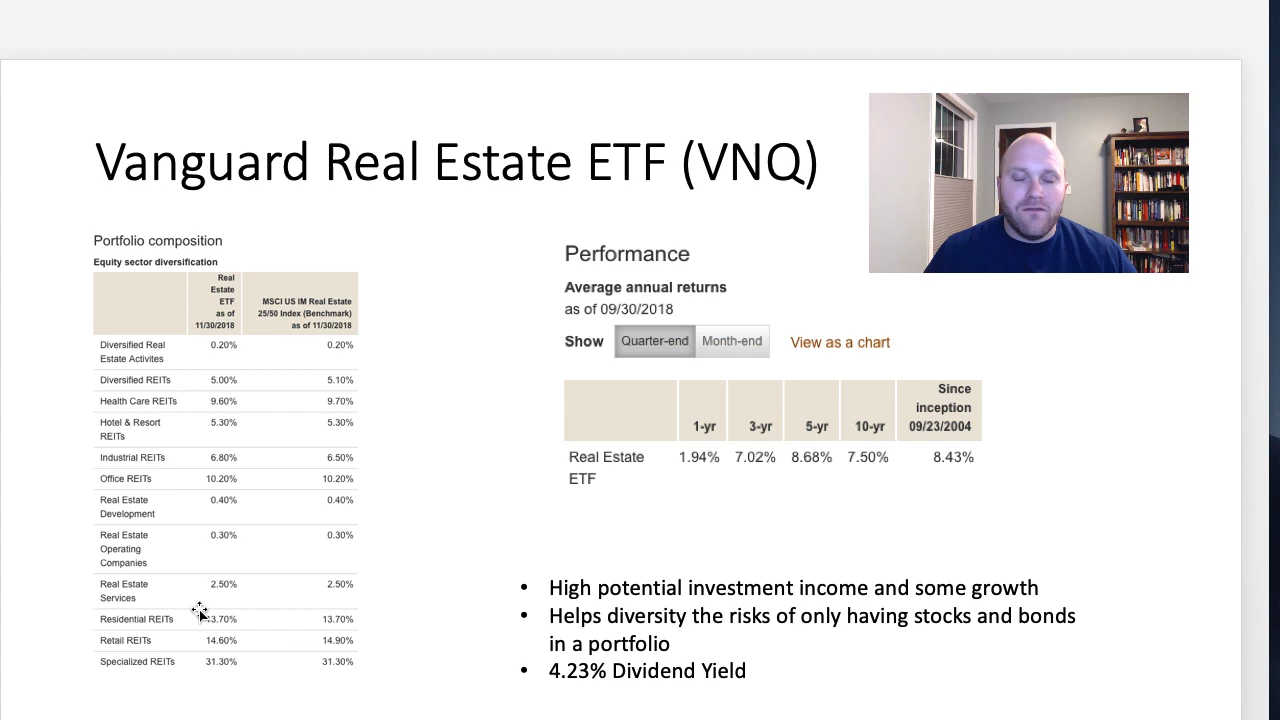 Vanguard Real Estate ETF (VNQ)
Portfolio composition
Equity sector diversification
Real
Estate
ETF
as of
11/30/2018
MSCI US IM Real Estate
25/50 Index (Benchmark)
as of 11/30/2018
Diversified Real
Estate Activites
0.20% 0.20%
Diversified REITs 5.00% 5.10%
Health Care REITs 9.60% 9.70%
Hotel & Resort
REITs
5.30% 5.30%
Industrial REITs 6.80% 6.50%
Office REITs 10.20% 10.20%
Real Estate
Development
0.40% 0.40%
Real Estate
Operating
Companies
0.30% 0.30%
Real Estate
Services
2.50% 2.50%
Residential REITs 3.70% 13.70%
Retail REITs 14.60% 14.90%
Specialized REITs 31.30% 31.30%
Performance
Average annual returns
as of 09/30/2018
Show Quarter-end Month-end View as a chart
1-yr 3-yr 5-yr 10-yr
Since
inception
09/23/2004
Real Estate
ETF
1.94% 7.02% 8.68% 7.50% 8.43%
• High potential investment income and some growth
• Helps diversity the risks of only having stocks and bonds
in a portfolio
• 4.23% Dividend Yield